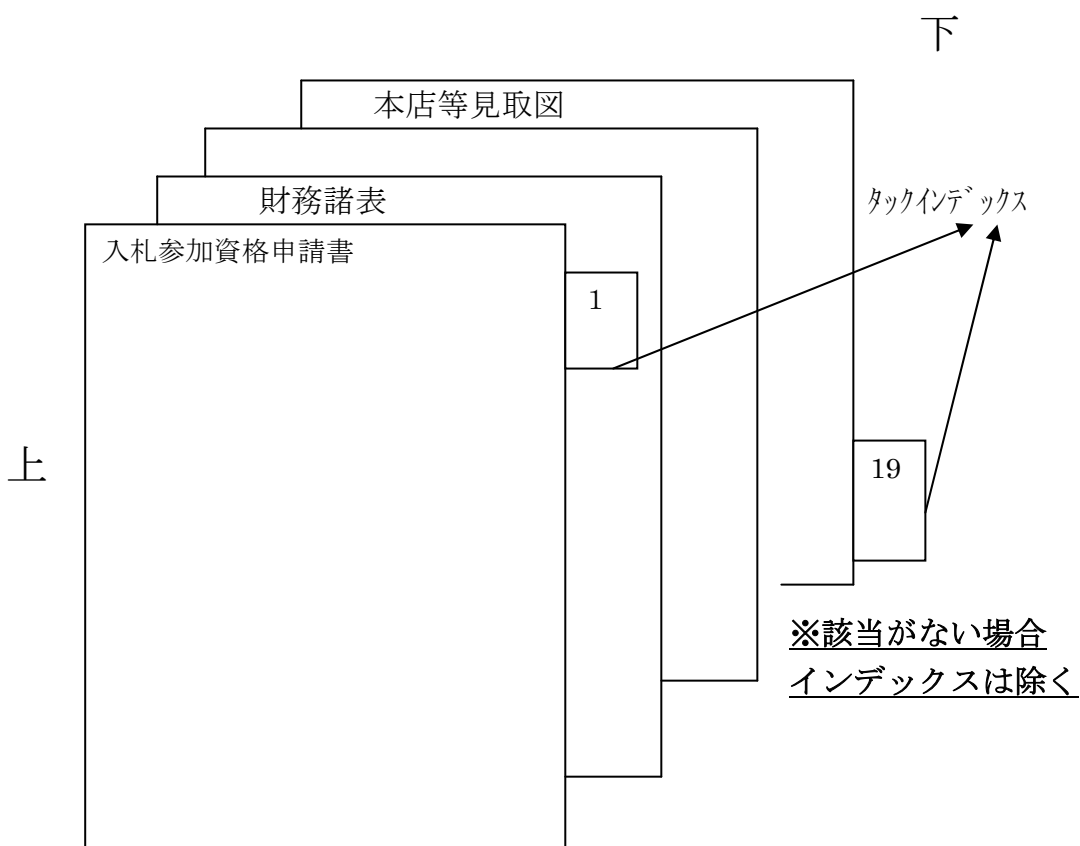 下
本店等見取図
財務諸表
ﾀｯｸｲﾝﾃﾞｯｸｽ
入札参加資格申請書
1
上
19
※該当がない場合
インデックスは除く